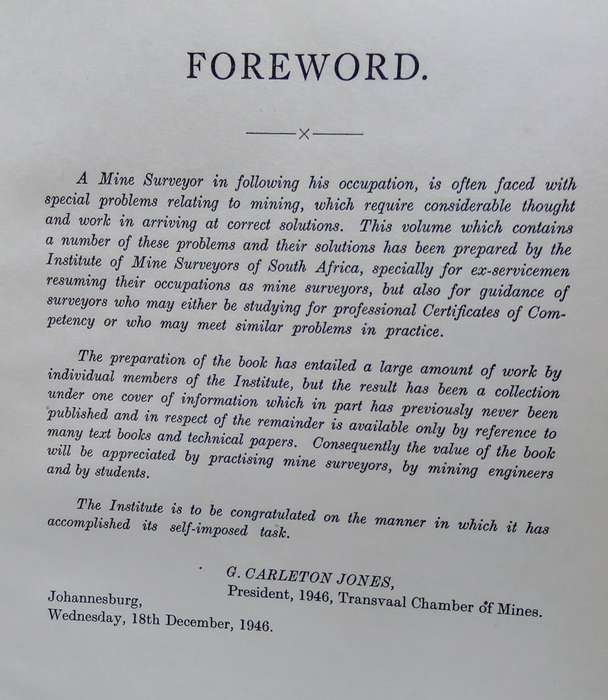 FOREWORD.
A Mine Surveyor in following his occupation, is often faced with
special problems relating to mining, which require considerable thought
and work in arriving at correct solutions. This volume which contains
a number of these problems and their solutions has been prepared by the
Institute of Mine Surveyors of South Africa, specially for ex-servicemen
resuming their occupations as mine surveyors, but also for guidance of
surveyors who may either be studying for professional Certificates of Com-
petency or who may meet similar problems in practice.
The preparation of the book has entailed a large amount of work by
individual members of the Institute, but the result has been a collection
under one cover of information which in part has previously never been
published and in respect of the remainder is available only by reference to
many text books and technical papers. Consequently the value of the book
will be appreciated by practising mine surveyors, by mining engineers
and by students.
The Institute is to be congratulated on the manner in which it has
accomplished its self-imposed task.
G. CARLETON JONES,
President, 1946, Transvaal Chamber of Mines.
Johannesburg,
Wednesday, 18th December, 1946.